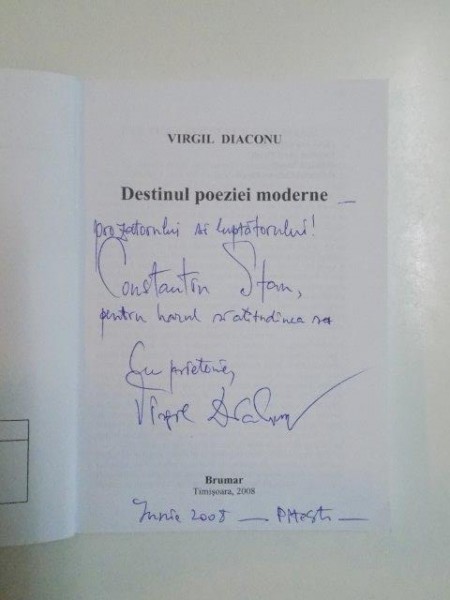 VIRGIL DIACONU
Destinul poeziei moderne —
prozatorului și luptătorului!
Constantin Stan,
pentru harul și atitudinea sa
Cu prietenie,
Virgil Diaconu
Brumar
Timișoara, 2008
Iunie 2008 — Pitești —